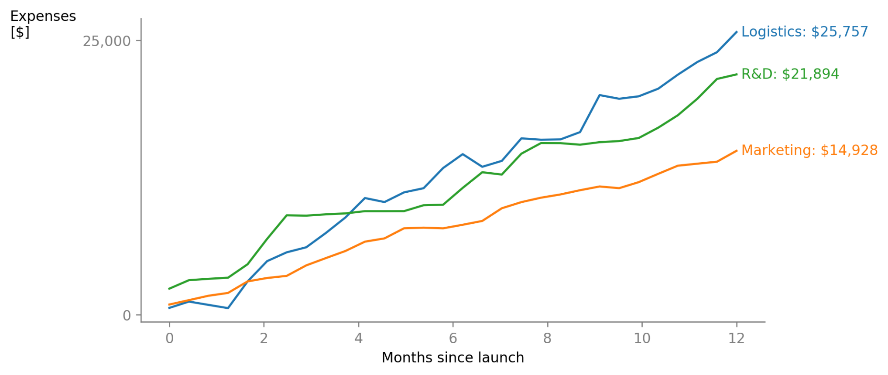 Expenses
[$]
25,000
0
Logistics: $25,757
R&D: $21,894
Marketing: $14,928
0 2 4 6 8 10 12
Months since launch